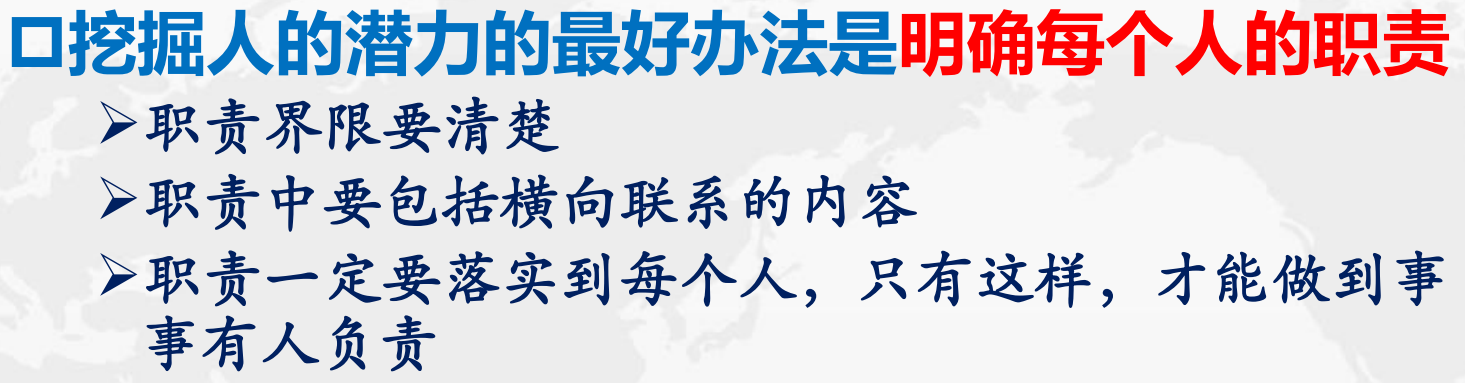 挖掘人的潜力的最好办法是明确每个人的职责
职责界限要清楚
职责中要包括横向联系的内容
职责一定要落实到每个人，只有这样，才能做到事
事有人负责